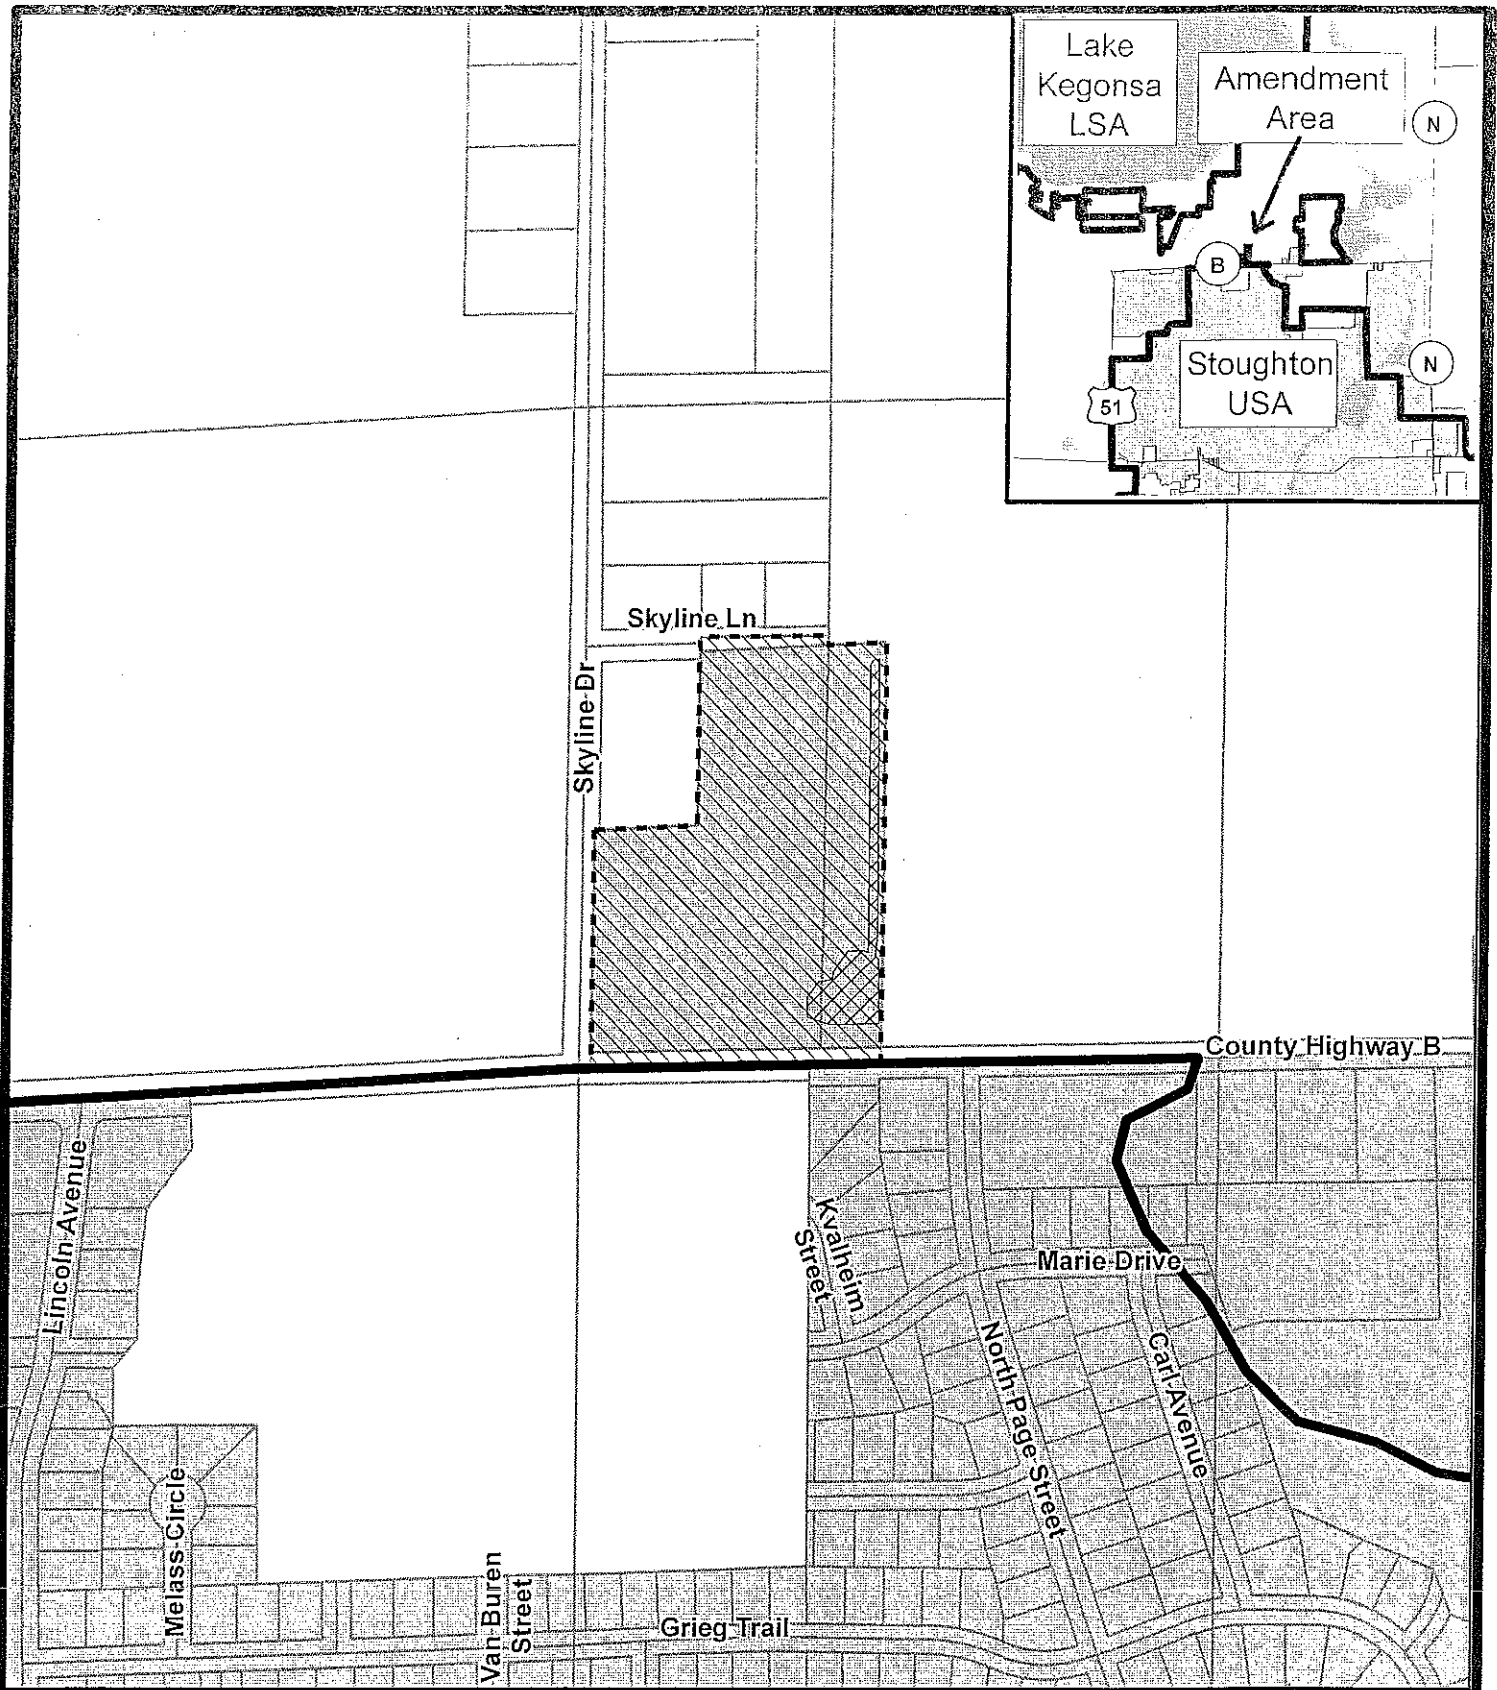 Lake
Kegonsa
LSA
Amendment
Area
N
B
Stoughton
USA
N
51
Skyline Ln
Skyline Dr
County Highway B
Lincoln Avenue
Kvalheim
Street
Marie Drive
North Page Street
Carl Avenue
Melass Circle
Van Buren
Street
Grieg Trail